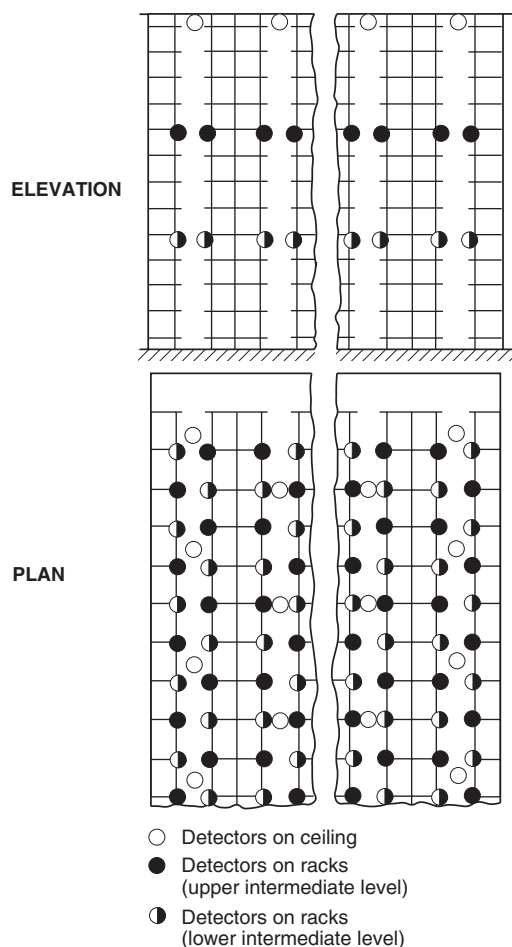 ELEVATION
PLAN
Detectors on ceiling
Detectors on racks
(upper intermediate level)
Detectors on racks
(lower intermediate level)